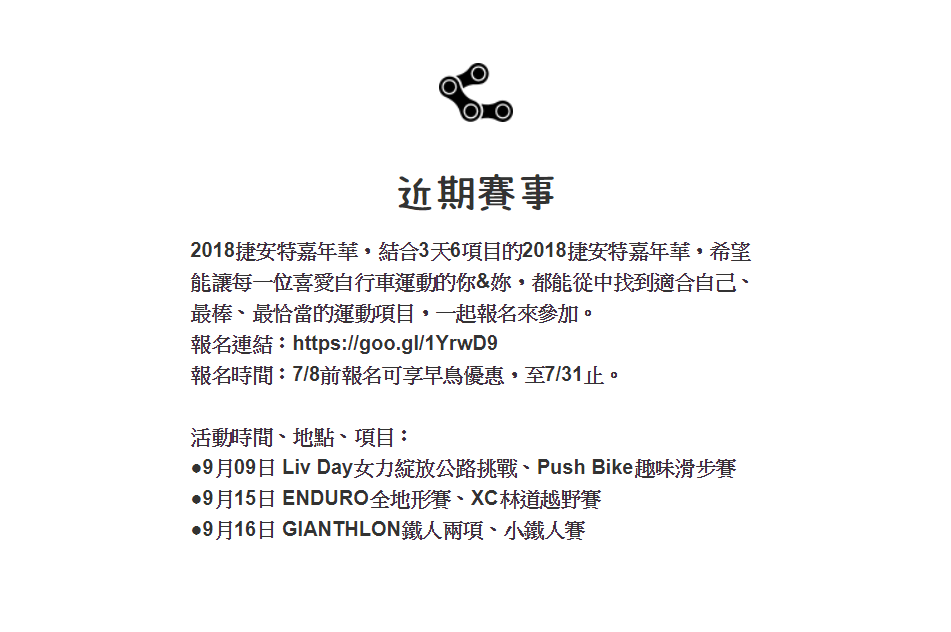 近期賽事
2018捷安特嘉年華，結合3天6項目的2018捷安特嘉年華，希望
能讓每一位喜愛自行車運動的你&妳，都能從中找到適合自己、
最棒、最恰當的運動項目，一起報名來參加。
報名連結：https://goo.gl/1YrwD9
報名時間：7/8前報名可享早鳥優惠，至7/31止。
活動時間、地點、項目：
●9月09日 Liv Day女力綻放公路挑戰、Push Bike趣味滑步賽
●9月15日 ENDURO全地形賽、XC林道越野賽
●9月16日 GIANTHLON鐵人兩項、小鐵人賽